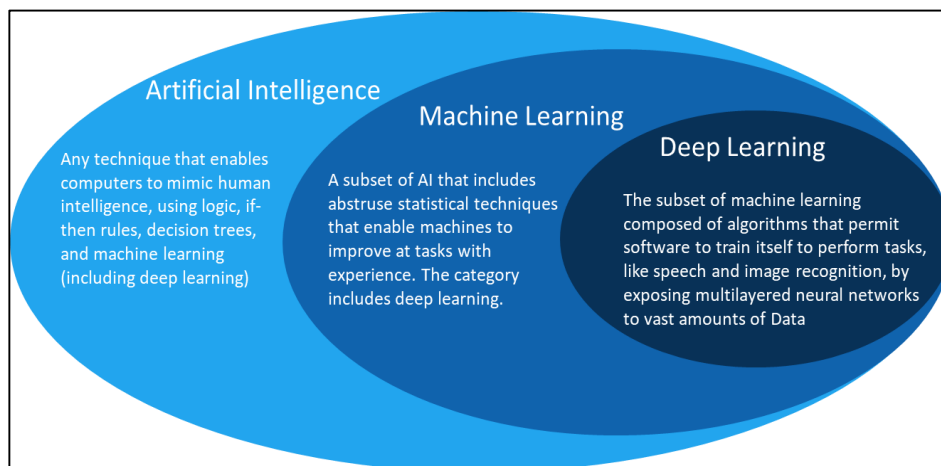 Artificial Intelligence
Any technique that enables
computers to mimic human
intelligence, using logic, if-
then rules, decision trees,
and machine learning
(including deep learning)
Machine Learning
A subset of AI that includes
abstruse statistical techniques
that enable machines to
improve at tasks with
experience. The category
includes deep learning.
Deep Learning
The subset of machine learning
composed of algorithms that permit
software to train itself to perform tasks,
like speech and image recognition, by
exposing multilayered neural networks
to vast amounts of Data